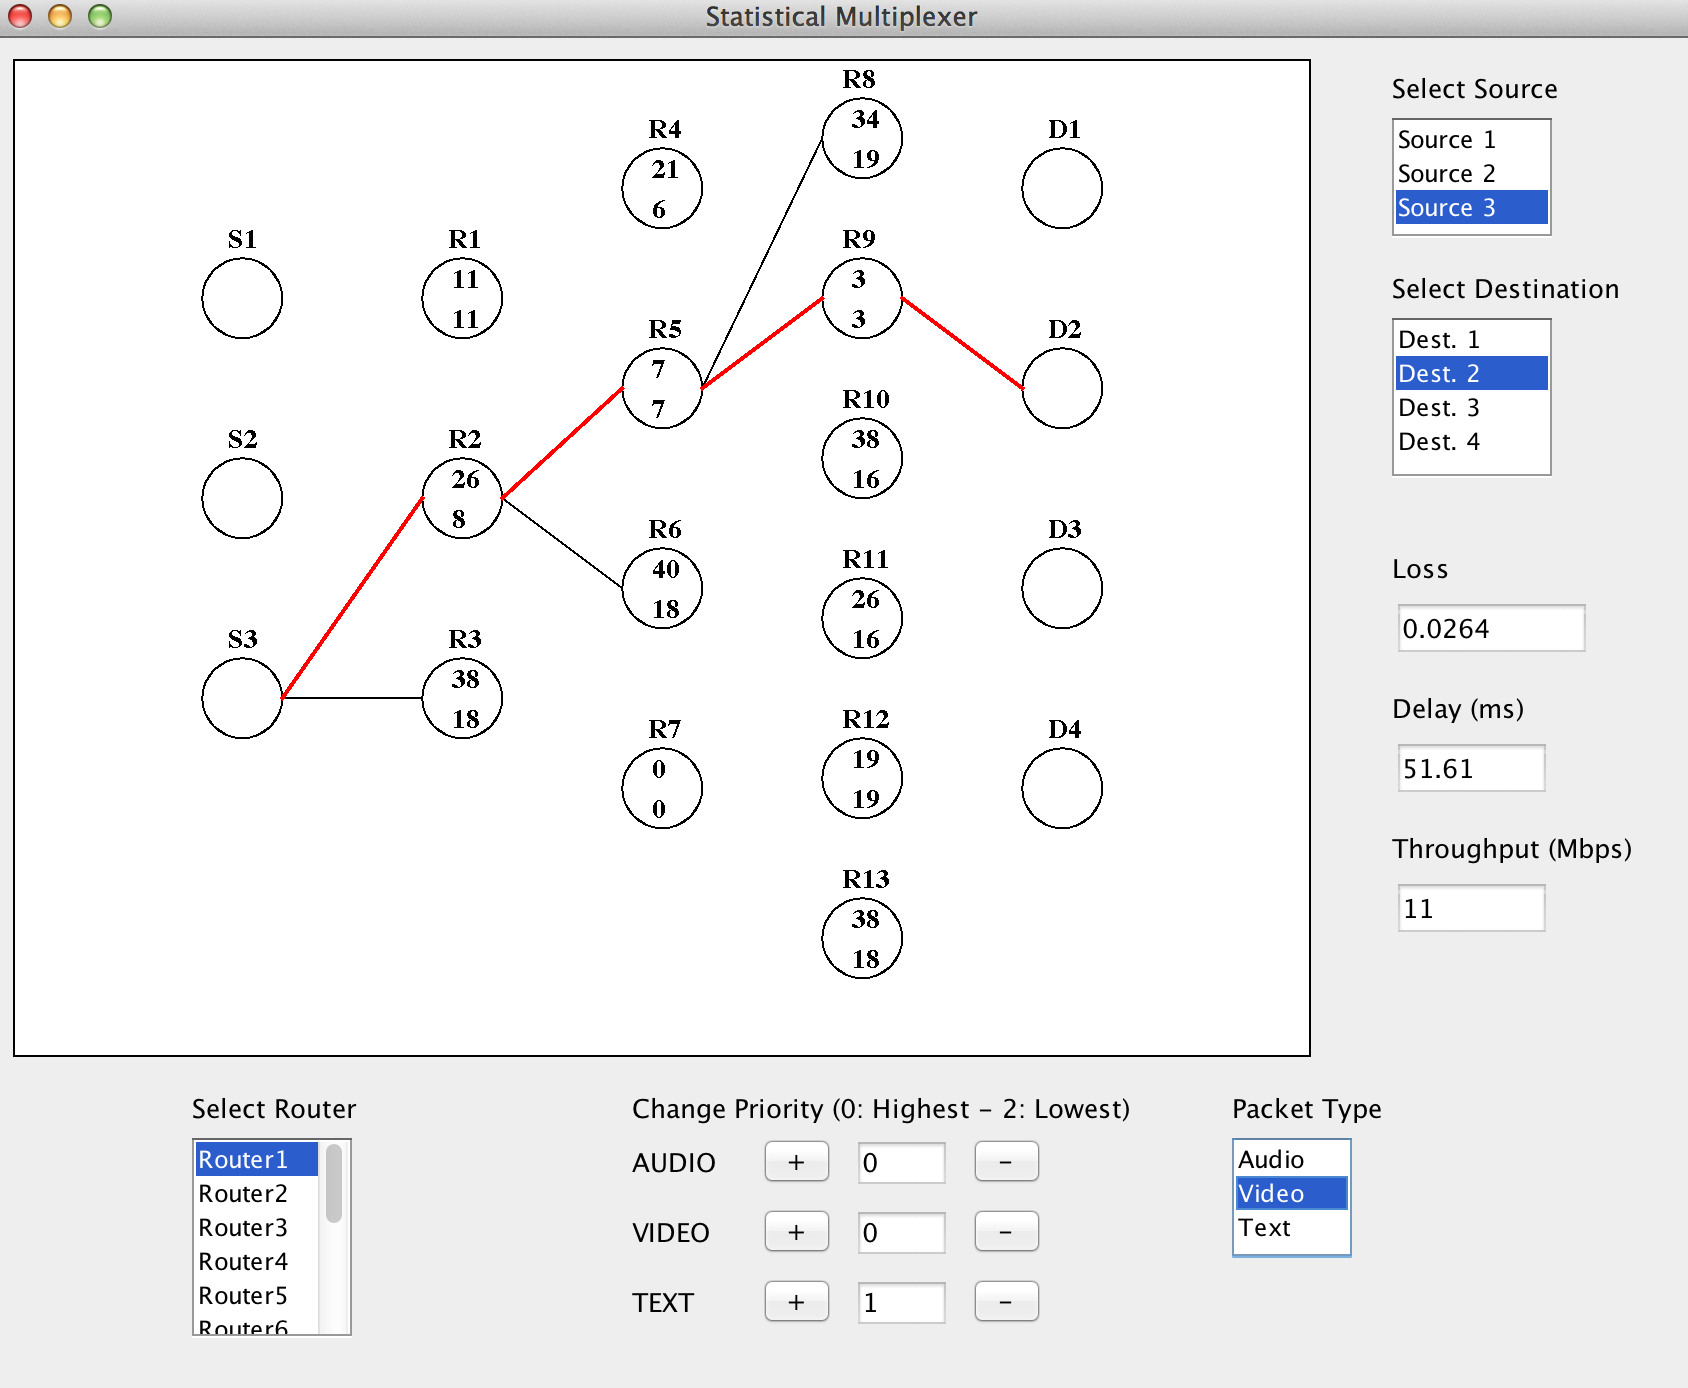 Statistical Multiplexer
R8
34
19
R4
21
6
D1
S1
R1
11
11
R9
3
3
R5
7
7
D2
R10
38
16
S2
R2
26
8
R6
40
18
D3
R11
26
16
S3
R3
38
18
R7
0
0
R12
19
19
D4
R13
38
18
Select Source
Source 1
Source 2
Source 3
Select Destination
Dest. 1
Dest. 2
Dest. 3
Dest. 4
Loss
0.0264
Delay (ms)
51.61
Throughput (Mbps)
11
Select Router
Router1
Router2
Router3
Router4
Router5
Router6
Change Priority (0: Highest - 2: Lowest)
AUDIO + 0 -
VIDEO + 0 -
TEXT + 1 -
Packet Type
Audio
Video
Text